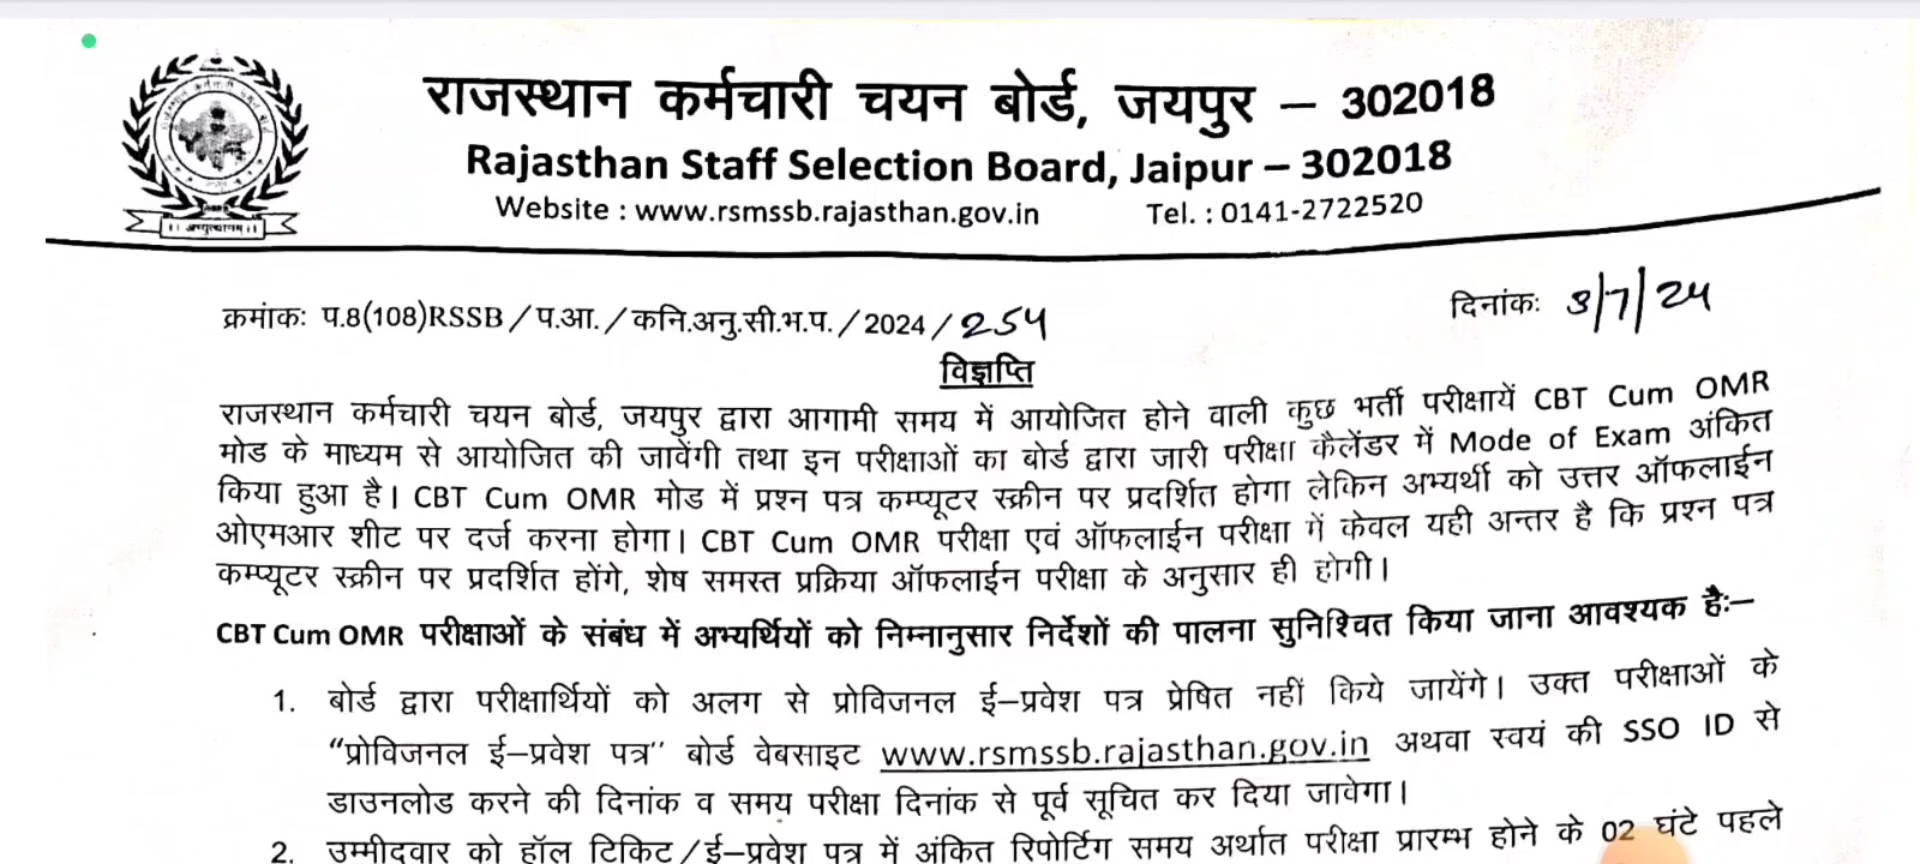 राजस्थान कर्मचारी चयन बोर्ड, जयपुर – 302018
Rajasthan Staff Selection Board, Jaipur – 302018
Website : www.rsmssb.rajasthan.gov.in Tel. : 0141-2722520
।। अभ्युत्थानम् ।।
क्रमांकः प.8(108)RSSB/प.आ./कनि.अनु.सी.भ.प./2024/254
दिनांकः 3/7/24
विज्ञप्ति
राजस्थान कर्मचारी चयन बोर्ड, जयपुर द्वारा आगामी समय में आयोजित होने वाली कुछ भर्ती परीक्षायें CBT Cum OMR
मोड के माध्यम से आयोजित की जावेंगी तथा इन परीक्षाओं का बोर्ड द्वारा जारी परीक्षा कैलेंडर में Mode of Exam अंकित
किया हुआ है। CBT Cum OMR मोड में प्रश्न पत्र कम्प्यूटर स्क्रीन पर प्रदर्शित होगा लेकिन अभ्यर्थी को उत्तर ऑफलाईन
ओएमआर शीट पर दर्ज करना होगा। CBT Cum OMR परीक्षा एवं ऑफलाईन परीक्षा में केवल यही अन्तर है कि प्रश्न पत्र
कम्प्यूटर स्क्रीन पर प्रदर्शित होंगे, शेष समस्त प्रक्रिया ऑफलाईन परीक्षा के अनुसार ही होगी।
CBT Cum OMR परीक्षाओं के संबंध में अभ्यर्थियों को निम्नानुसार निर्देशों की पालना सुनिश्चित किया जाना आवश्यक हैः–
1. बोर्ड द्वारा परीक्षार्थियों को अलग से प्रोविजनल ई–प्रवेश पत्र प्रेषित नहीं किये जायेंगे। उक्त परीक्षाओं के
“प्रोविजनल ई–प्रवेश पत्र’’ बोर्ड वेबसाइट www.rsmssb.rajasthan.gov.in अथवा स्वयं की SSO ID से
डाउनलोड करने की दिनांक व समय परीक्षा दिनांक से पूर्व सूचित कर दिया जावेगा।
2. उम्मीदवार को हॉल टिकिट/ई–प्रवेश पत्र में अंकित रिपोर्टिंग समय अर्थात परीक्षा प्रारम्भ होने के 02 घंटे पहले